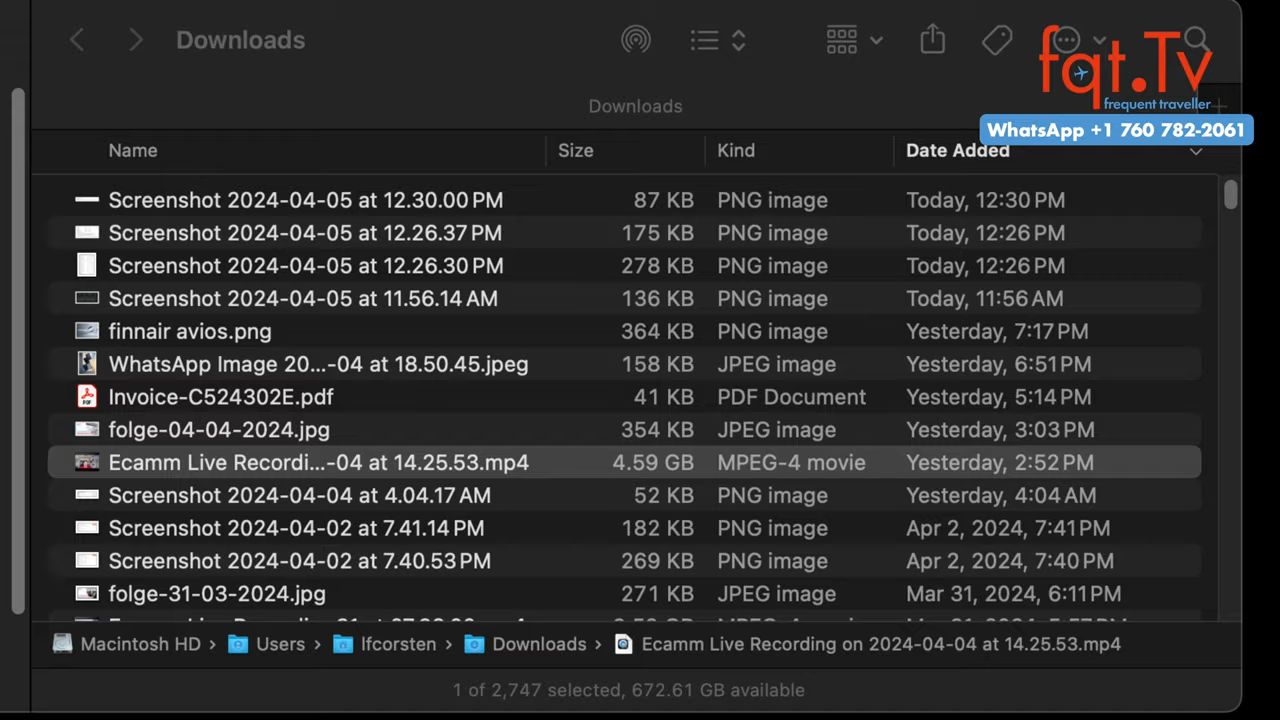 Downloads
fqt.Tv
frequent traveller
WhatsApp +1 760 782-2061
Downloads
Name Size Kind Date Added
Screenshot 2024-04-05 at 12.30.00 PM 87 KB PNG image Today, 12:30 PM
Screenshot 2024-04-05 at 12.26.37 PM 175 KB PNG image Today, 12:26 PM
Screenshot 2024-04-05 at 12.26.30 PM 278 KB PNG image Today, 12:26 PM
Screenshot 2024-04-05 at 11.56.14 AM 136 KB PNG image Today, 11:56 AM
finnair avios.png 364 KB PNG image Yesterday, 7:17 PM
WhatsApp Image 20...-04 at 18.50.45.jpeg 158 KB JPEG image Yesterday, 6:51 PM
Invoice-C524302E.pdf 41 KB PDF Document Yesterday, 5:14 PM
folge-04-04-2024.jpg 354 KB JPEG image Yesterday, 3:03 PM
Ecamm Live Recordi...-04 at 14.25.53.mp4 4.59 GB MPEG-4 movie Yesterday, 2:52 PM
Screenshot 2024-04-04 at 4.04.17 AM 52 KB PNG image Yesterday, 4:04 AM
Screenshot 2024-04-02 at 7.41.14 PM 182 KB PNG image Apr 2, 2024, 7:41 PM
Screenshot 2024-04-02 at 7.40.53 PM 269 KB PNG image Apr 2, 2024, 7:40 PM
folge-31-03-2024.jpg 271 KB JPEG image Mar 31, 2024, 6:11 PM
Macintosh HD › Users › lfcorsten › Downloads › Ecamm Live Recording on 2024-04-04 at 14.25.53.mp4
1 of 2,747 selected, 672.61 GB available